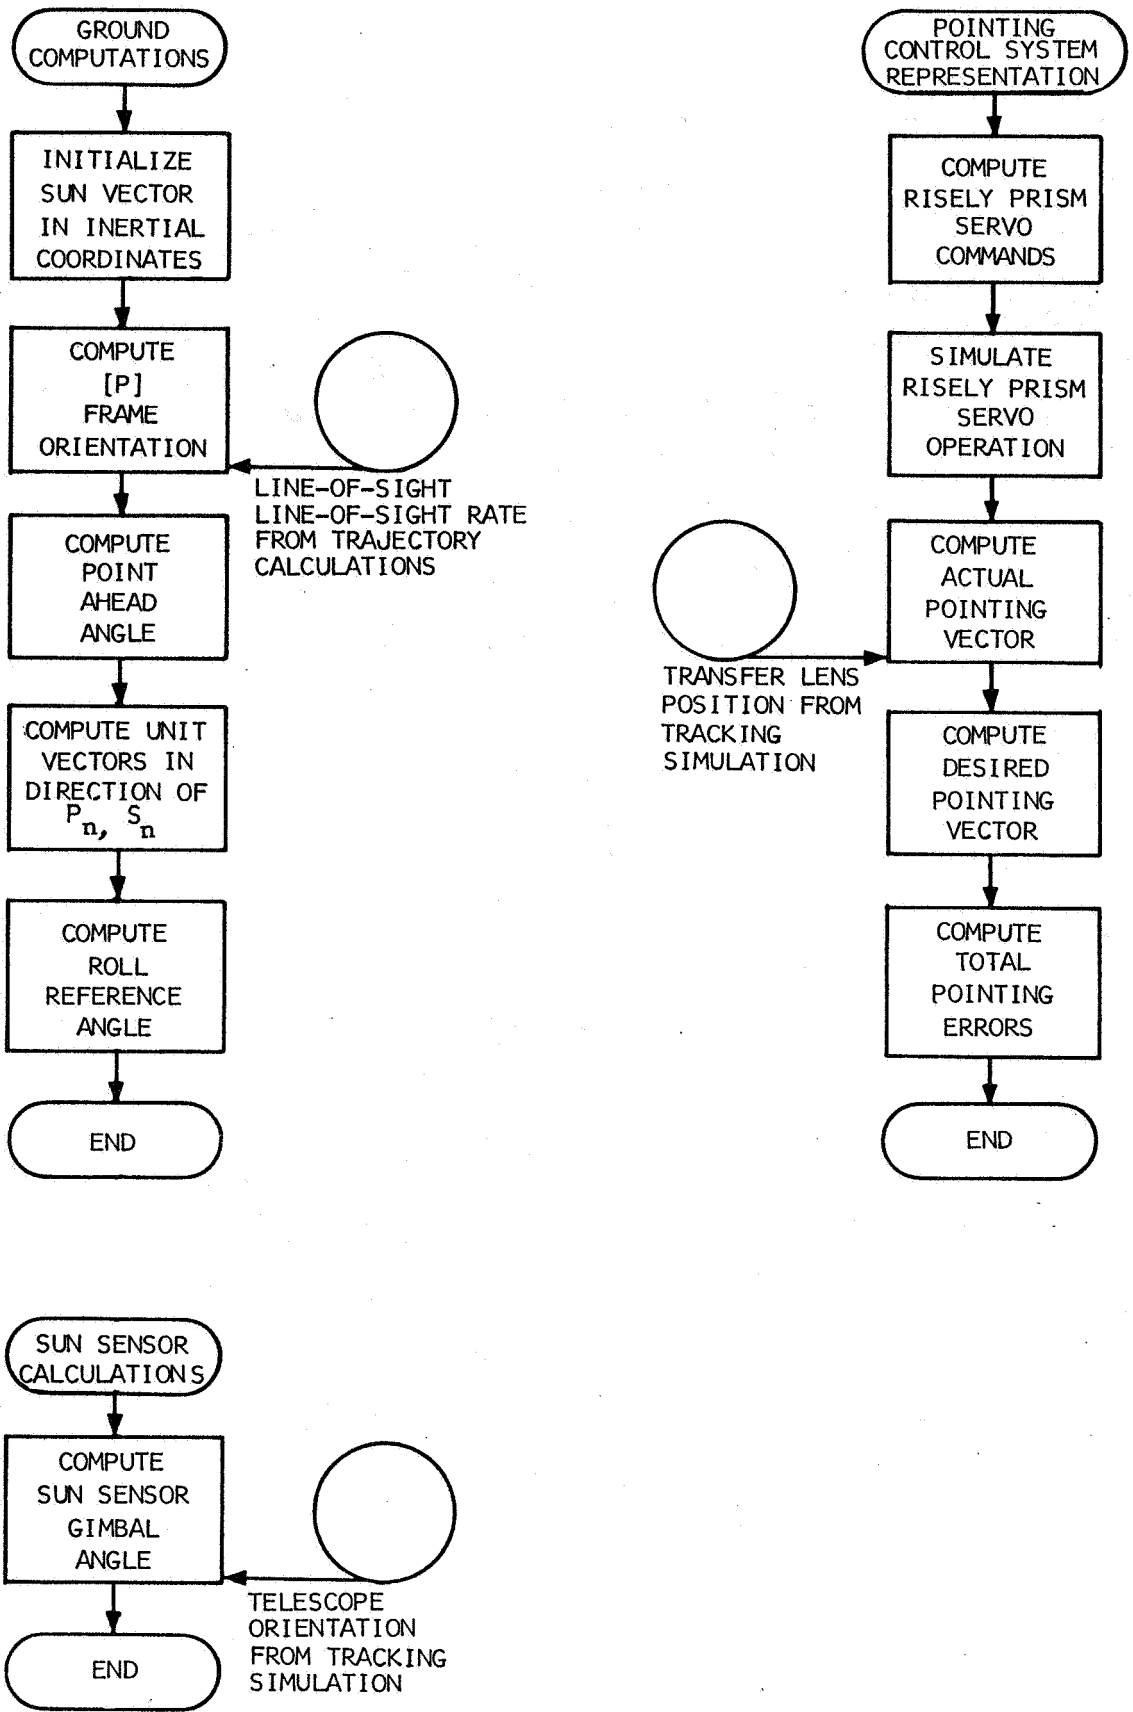 GROUND
COMPUTATIONS
INITIALIZE
SUN VECTOR
IN INERTIAL
COORDINATES
COMPUTE
[P]
FRAME
ORIENTATION
LINE-OF-SIGHT
LINE-OF-SIGHT RATE
FROM TRAJECTORY
CALCULATIONS
COMPUTE
POINT
AHEAD
ANGLE
COMPUTE UNIT
VECTORS IN
DIRECTION OF
Pn, Sn
COMPUTE
ROLL
REFERENCE
ANGLE
END
POINTING
CONTROL SYSTEM
REPRESENTATION
COMPUTE
RISELY PRISM
SERVO
COMMANDS
SIMULATE
RISELY PRISM
SERVO
OPERATION
COMPUTE
ACTUAL
POINTING
VECTOR
TRANSFER LENS
POSITION FROM
TRACKING
SIMULATION
COMPUTE
DESIRED
POINTING
VECTOR
COMPUTE
TOTAL
POINTING
ERRORS
END
SUN SENSOR
CALCULATIONS
COMPUTE
SUN SENSOR
GIMBAL
ANGLE
TELESCOPE
ORIENTATION
FROM TRACKING
SIMULATION
END